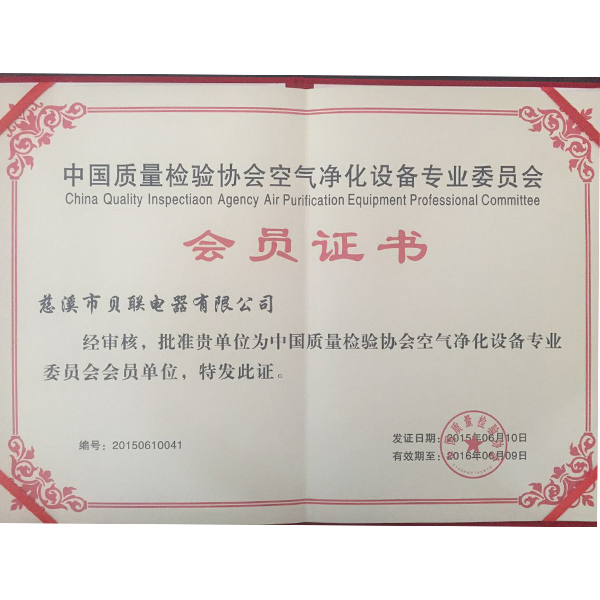 中国质量检验协会空气净化设备专业委员会
China Quality Inspectiaon Agency Air Purification Equipment Professional Committee
会员证书
慈溪市贝联电器有限公司
经审核，批准贵单位为中国质量检验协会空气净化设备专业
委员会会员单位，特发此证。
编号：20150610041
发证日期：2015年06月10日
有效期至：2016年06月09日